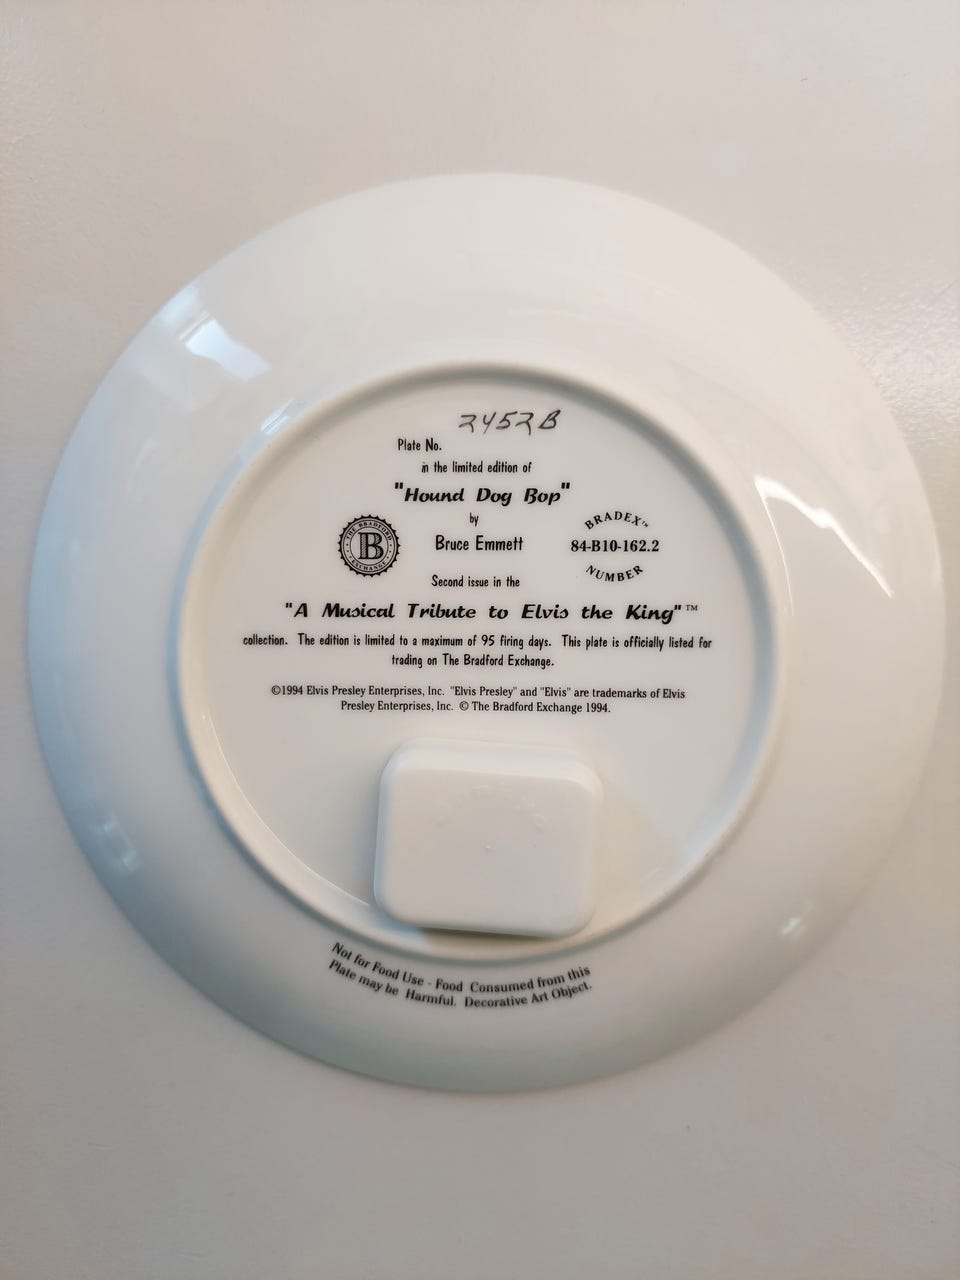 2452B
Plate No.
in the limited edition of
"Hound Dog Bop"
by
Bruce Emmett
THE BRADFORD EXCHANGE
B
BRADEX™
84-B10-162.2
NUMBER
Second issue in the
"A Musical Tribute to Elvis the King"™
collection. The edition is limited to a maximum of 95 firing days. This plate is officially listed for
trading on The Bradford Exchange.
©1994 Elvis Presley Enterprises, Inc. "Elvis Presley" and "Elvis" are trademarks of Elvis
Presley Enterprises, Inc. © The Bradford Exchange 1994.
Not for Food Use - Food Consumed from this
Plate may be Harmful. Decorative Art Object.